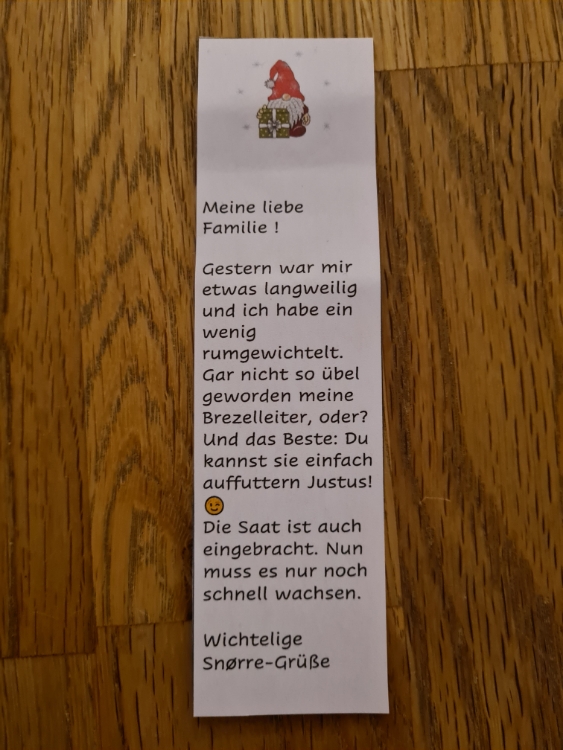 Meine liebe
Familie !
Gestern war mir
etwas langweilig
und ich habe ein
wenig
rumgewichtelt.
Gar nicht so übel
geworden meine
Brezelleiter, oder?
Und das Beste: Du
kannst sie einfach
auffuttern Justus!
😉
Die Saat ist auch
eingebracht. Nun
muss es nur noch
schnell wachsen.
Wichtelige
Snørre-Grüße